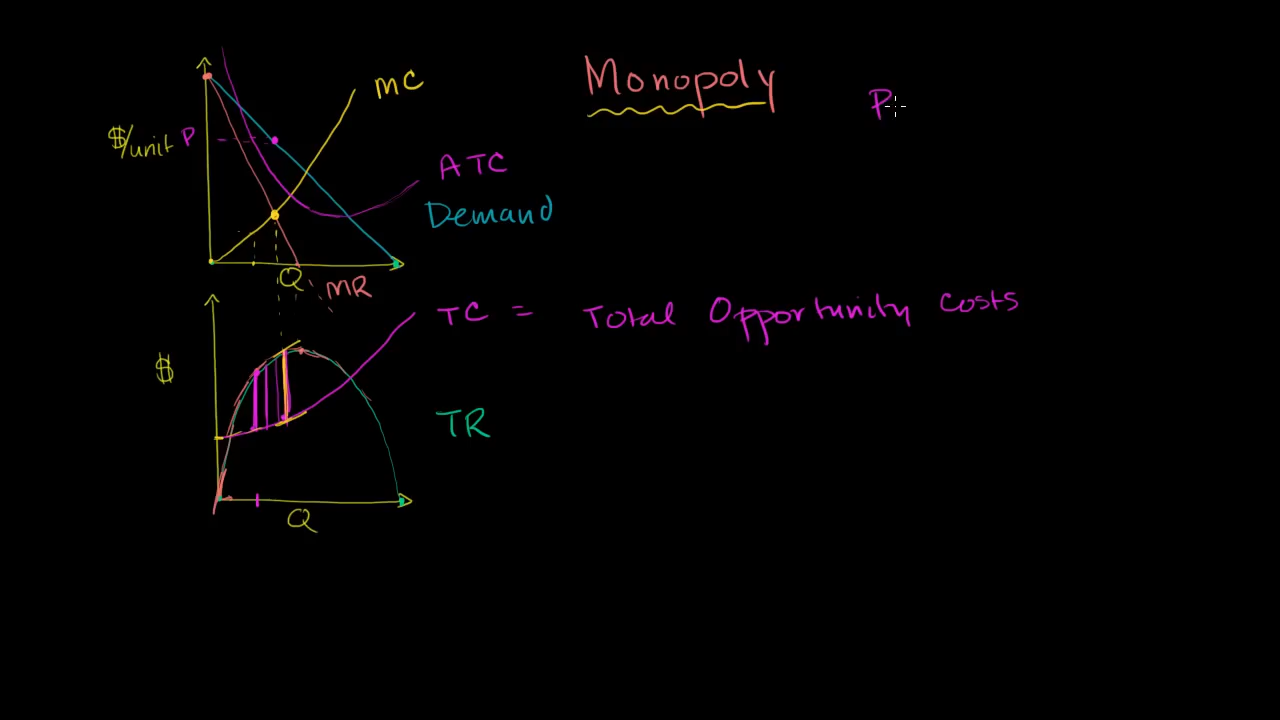 Monopoly
P
MC
$/unit P
ATC
Demand
Q
MR
TC = Total Opportunity Costs
$
TR
Q